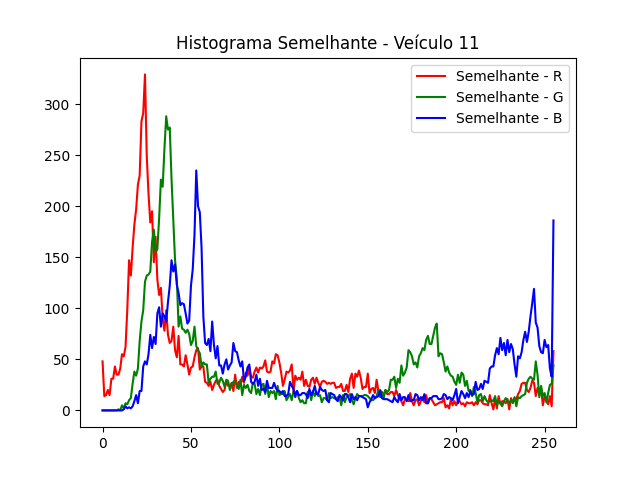 Histograma Semelhante - Veículo 11
Semelhante - R
Semelhante - G
Semelhante - B
300
250
200
150
100
50
0
0 50 100 150 200 250